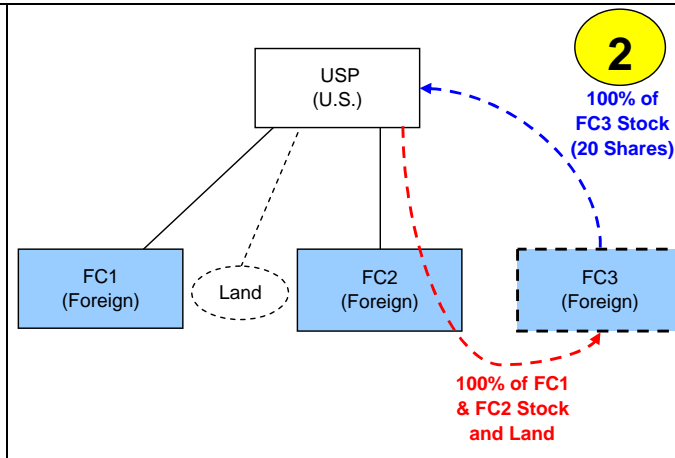 2
USP
(U.S.)
100% of
FC3 Stock
(20 Shares)
FC1
(Foreign)
Land
FC2
(Foreign)
FC3
(Foreign)
100% of FC1
& FC2 Stock
and Land